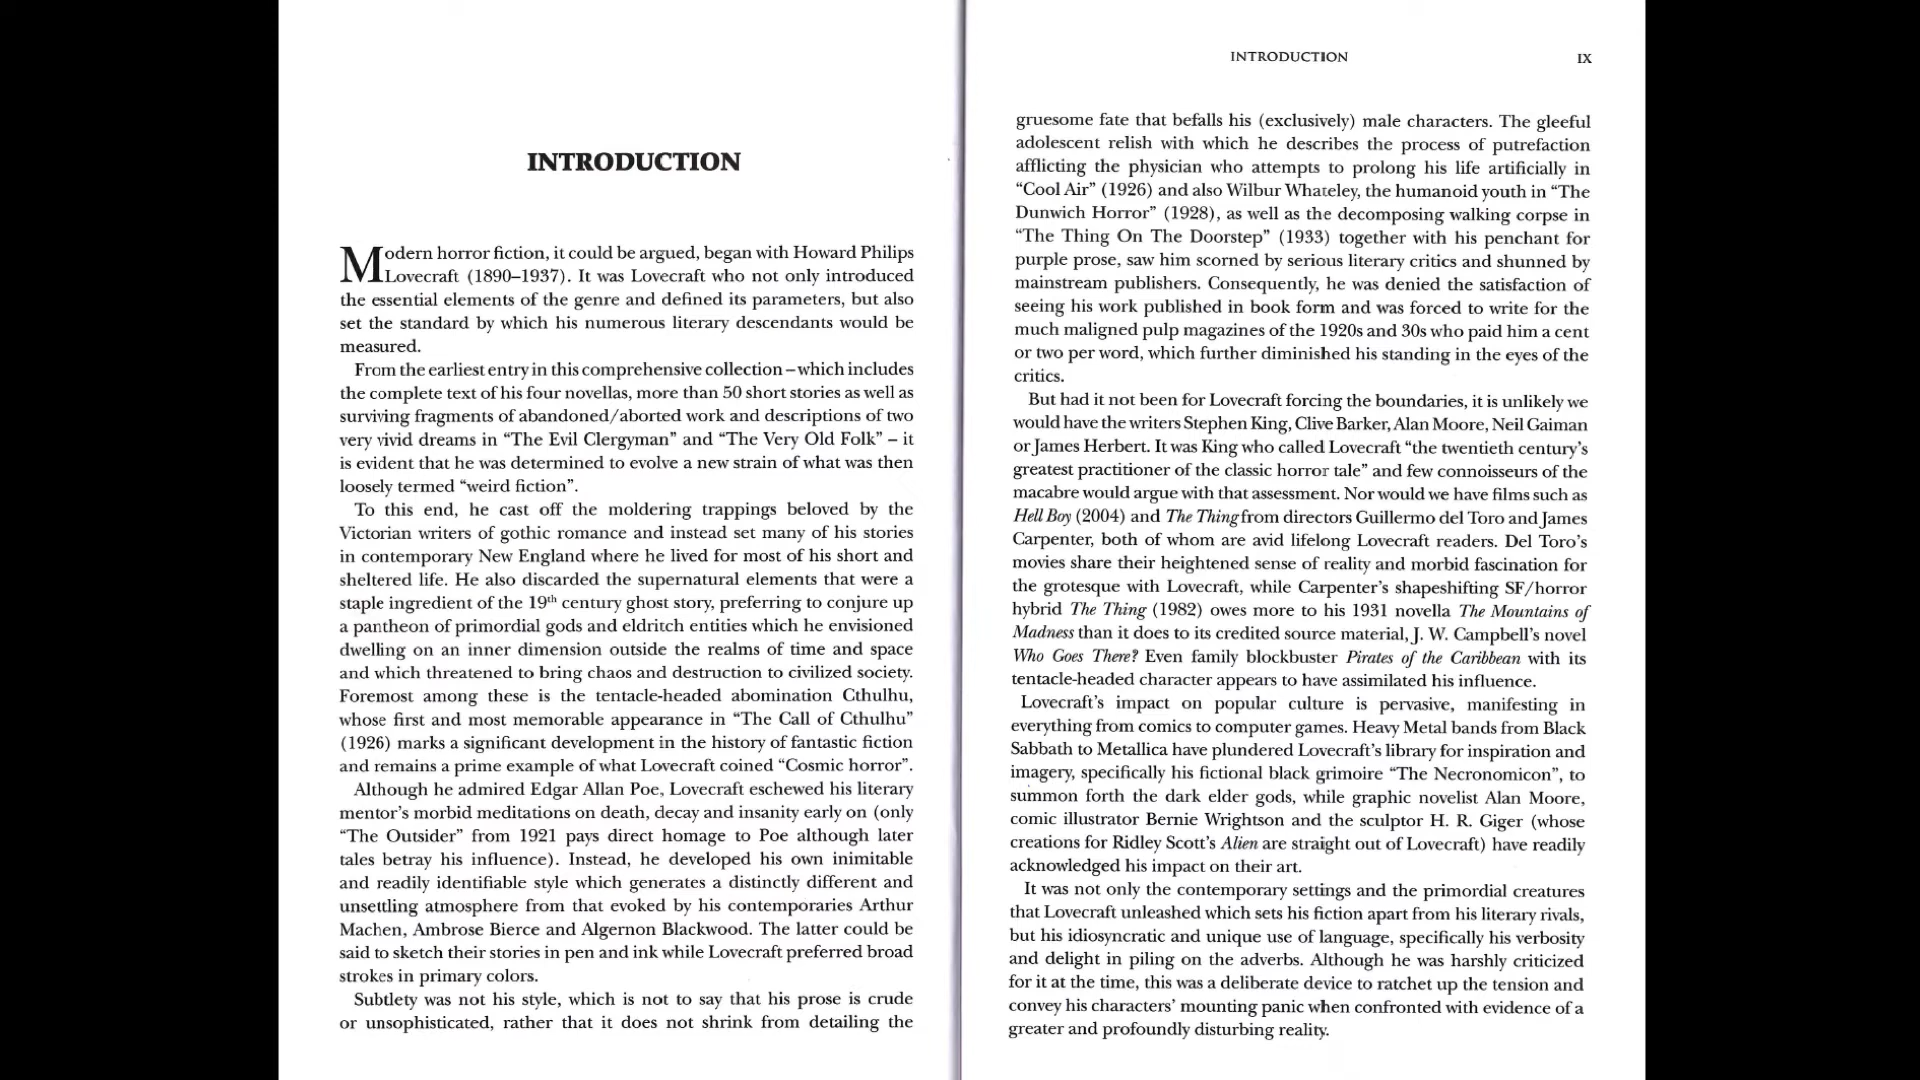 INTRODUCTION
Modern horror fiction, it could be argued, began with Howard Philips
Lovecraft (1890–1937). It was Lovecraft who not only introduced
the essential elements of the genre and defined its parameters, but also
set the standard by which his numerous literary descendants would be
measured.
From the earliest entry in this comprehensive collection – which includes
the complete text of his four novellas, more than 50 short stories as well as
surviving fragments of abandoned/aborted work and descriptions of two
very vivid dreams in “The Evil Clergyman” and “The Very Old Folk” – it
is evident that he was determined to evolve a new strain of what was then
loosely termed “weird fiction”.
To this end, he cast off the moldering trappings beloved by the
Victorian writers of gothic romance and instead set many of his stories
in contemporary New England where he lived for most of his short and
sheltered life. He also discarded the supernatural elements that were a
staple ingredient of the 19th century ghost story, preferring to conjure up
a pantheon of primordial gods and eldritch entities which he envisioned
dwelling on an inner dimension outside the realms of time and space
and which threatened to bring chaos and destruction to civilized society.
Foremost among these is the tentacle-headed abomination Cthulhu,
whose first and most memorable appearance in “The Call of Cthulhu”
(1926) marks a significant development in the history of fantastic fiction
and remains a prime example of what Lovecraft coined “Cosmic horror”.
Although he admired Edgar Allan Poe, Lovecraft eschewed his literary
mentor’s morbid meditations on death, decay and insanity early on (only
“The Outsider” from 1921 pays direct homage to Poe although later
tales betray his influence). Instead, he developed his own inimitable
and readily identifiable style which generates a distinctly different and
unsettling atmosphere from that evoked by his contemporaries Arthur
Machen, Ambrose Bierce and Algernon Blackwood. The latter could be
said to sketch their stories in pen and ink while Lovecraft preferred broad
strokes in primary colors.
Subtlety was not his style, which is not to say that his prose is crude
or unsophisticated, rather that it does not shrink from detailing the
INTRODUCTION IX
gruesome fate that befalls his (exclusively) male characters. The gleeful
adolescent relish with which he describes the process of putrefaction
afflicting the physician who attempts to prolong his life artificially in
“Cool Air” (1926) and also Wilbur Whateley, the humanoid youth in “The
Dunwich Horror” (1928), as well as the decomposing walking corpse in
“The Thing On The Doorstep” (1933) together with his penchant for
purple prose, saw him scorned by serious literary critics and shunned by
mainstream publishers. Consequently, he was denied the satisfaction of
seeing his work published in book form and was forced to write for the
much maligned pulp magazines of the 1920s and 30s who paid him a cent
or two per word, which further diminished his standing in the eyes of the
critics.
But had it not been for Lovecraft forcing the boundaries, it is unlikely we
would have the writers Stephen King, Clive Barker, Alan Moore, Neil Gaiman
or James Herbert. It was King who called Lovecraft “the twentieth century’s
greatest practitioner of the classic horror tale” and few connoisseurs of the
macabre would argue with that assessment. Nor would we have films such as
Hell Boy (2004) and The Thing from directors Guillermo del Toro and James
Carpenter, both of whom are avid lifelong Lovecraft readers. Del Toro’s
movies share their heightened sense of reality and morbid fascination for
the grotesque with Lovecraft, while Carpenter’s shapeshifting SF/horror
hybrid The Thing (1982) owes more to his 1931 novella The Mountains of
Madness than it does to its credited source material, J. W. Campbell’s novel
Who Goes There? Even family blockbuster Pirates of the Caribbean with its
tentacle-headed character appears to have assimilated his influence.
Lovecraft’s impact on popular culture is pervasive, manifesting in
everything from comics to computer games. Heavy Metal bands from Black
Sabbath to Metallica have plundered Lovecraft’s library for inspiration and
imagery, specifically his fictional black grimoire “The Necronomicon”, to
summon forth the dark elder gods, while graphic novelist Alan Moore,
comic illustrator Bernie Wrightson and the sculptor H. R. Giger (whose
creations for Ridley Scott’s Alien are straight out of Lovecraft) have readily
acknowledged his impact on their art.
It was not only the contemporary settings and the primordial creatures
that Lovecraft unleashed which sets his fiction apart from his literary rivals,
but his idiosyncratic and unique use of language, specifically his verbosity
and delight in piling on the adverbs. Although he was harshly criticized
for it at the time, this was a deliberate device to ratchet up the tension and
convey his characters’ mounting panic when confronted with evidence of a
greater and profoundly disturbing reality.